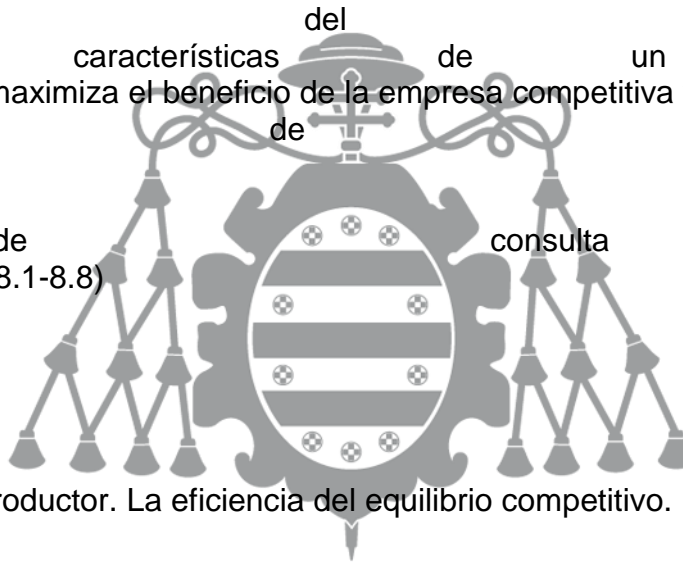 del
características de un
maximiza el beneficio de la empresa competitiva
de
de consulta
8.1-8.8)
roductor. La eficiencia del equilibrio competitivo.